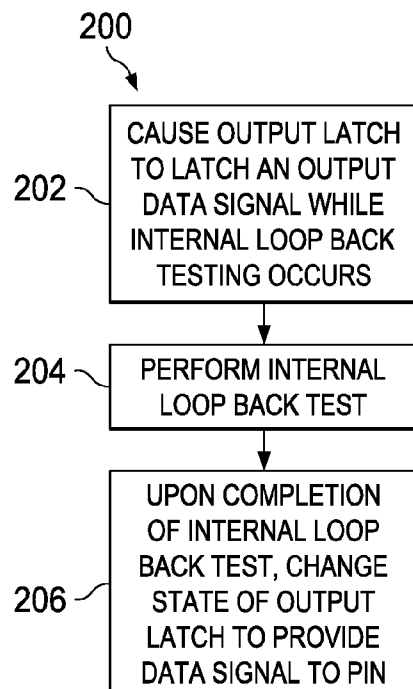 200
202
CAUSE OUTPUT LATCH
TO LATCH AN OUTPUT
DATA SIGNAL WHILE
INTERNAL LOOP BACK
TESTING OCCURS
204
PERFORM INTERNAL
LOOP BACK TEST
206
UPON COMPLETION
OF INTERNAL LOOP
BACK TEST, CHANGE
STATE OF OUTPUT
LATCH TO PROVIDE
DATA SIGNAL TO PIN